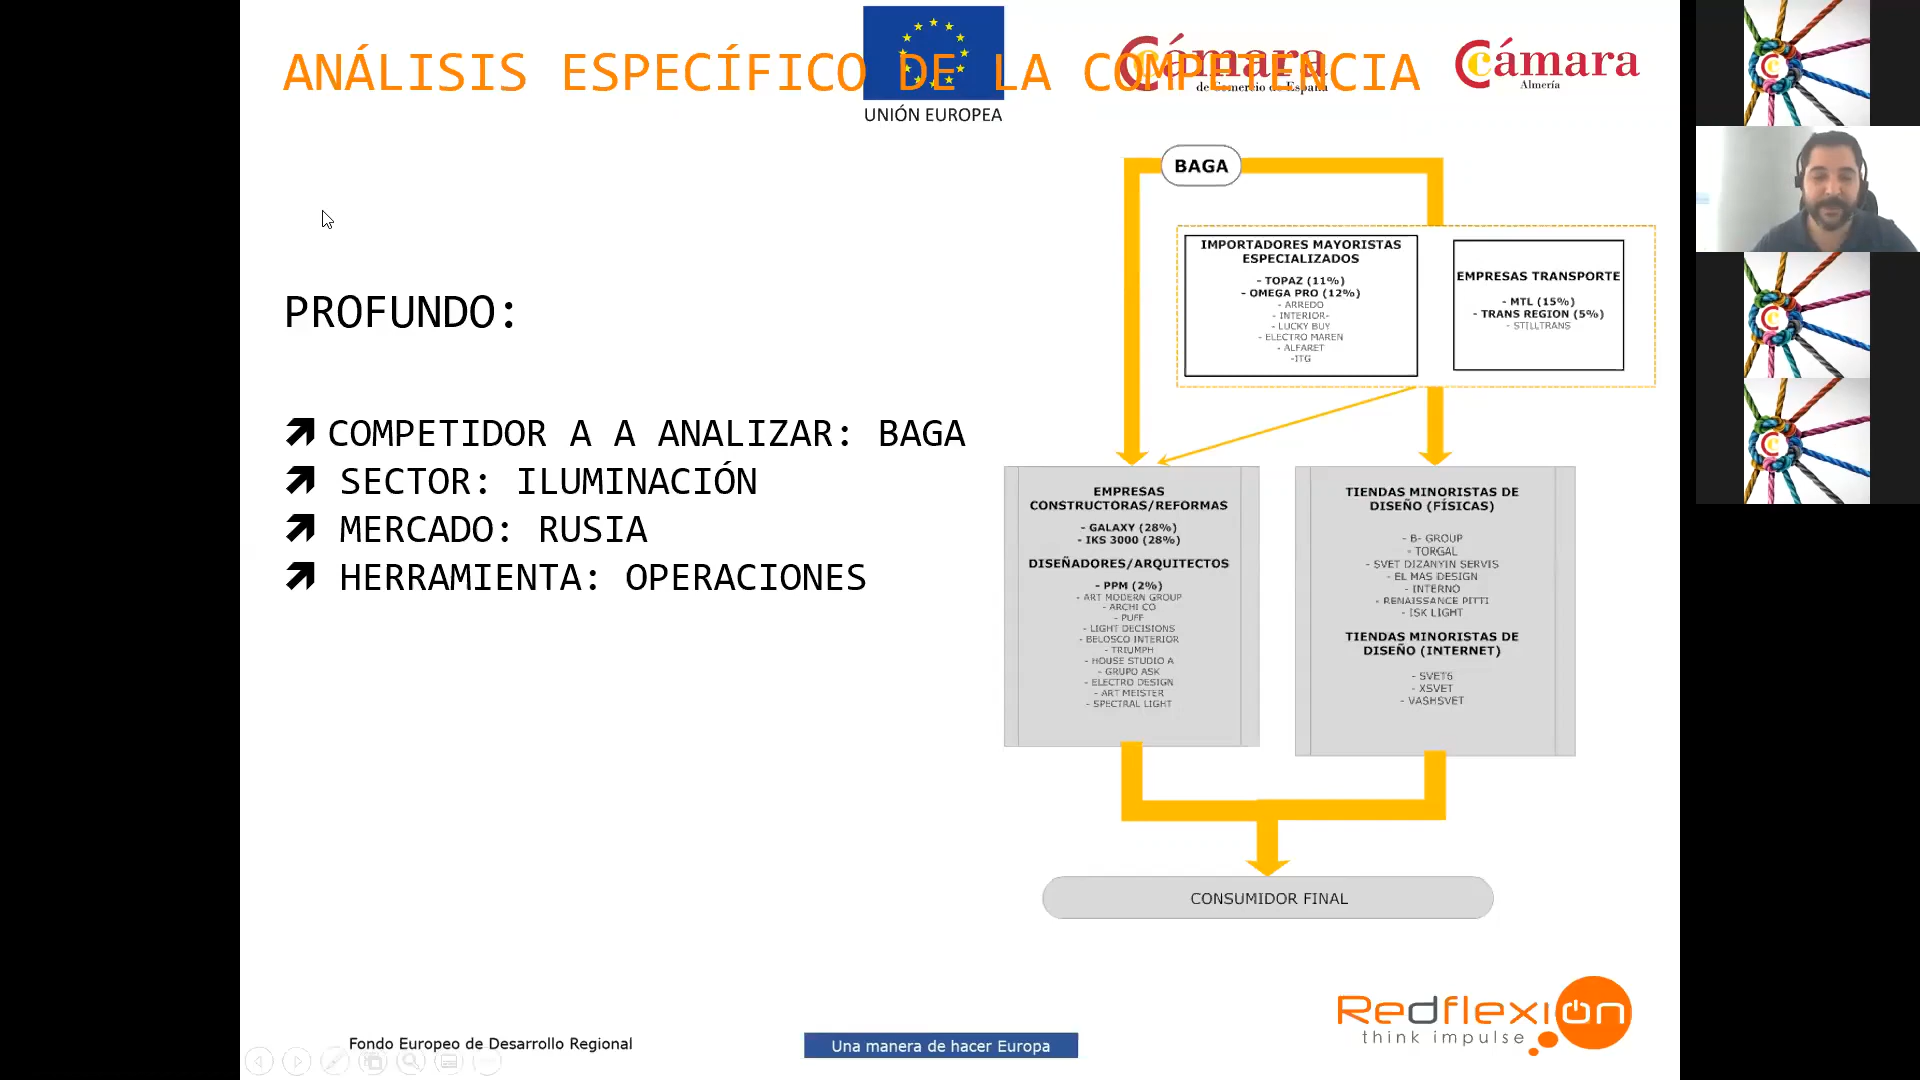 ANÁLISIS ESPECÍFICO DE LA COMPETENCIA
UNIÓN EUROPEA
Cámara
de Comercio de España
Cámara
Almería
PROFUNDO:
COMPETIDOR A A ANALIZAR: BAGA
SECTOR: ILUMINACIÓN
MERCADO: RUSIA
HERRAMIENTA: OPERACIONES
BAGA
IMPORTADORES MAYORISTAS
ESPECIALIZADOS
- TOPAZ (11%)
- OMEGA PRO (12%)
- ARREDO
- INTERIOR-
- LUCKY BUY
- ELECTRO MAREN
- ALFARET
-ITG
EMPRESAS TRANSPORTE
- MTL (15%)
- TRANS REGION (5%)
- STILLTRANS
EMPRESAS
CONSTRUCTORAS/REFORMAS
- GALAXY (28%)
- IKS 3000 (28%)
DISEÑADORES/ARQUITECTOS
- PPM (2%)
- ART MODERN GROUP
- ARCHI CO
- PUFF
- LIGHT DECISIONS
- BELOSCO INTERIOR
- TRIUMPH
- HOUSE STUDIO A
- GRUPO ASK
- ELECTRO DESIGN
- ART MEISTER
- SPECTRAL LIGHT
TIENDAS MINORISTAS DE
DISEÑO (FÍSICAS)
- B- GROUP
- TORGAL
- SVET DIZANYIN SERVIS
- EL MAS DESIGN
- INTERNO
- RENAISSANCE PITTI
- ISK LIGHT
TIENDAS MINORISTAS DE
DISEÑO (INTERNET)
- SVET6
- XSVET
- VASHSVET
CONSUMIDOR FINAL
Fondo Europeo de Desarrollo Regional
Una manera de hacer Europa
Redflexion
think impulse